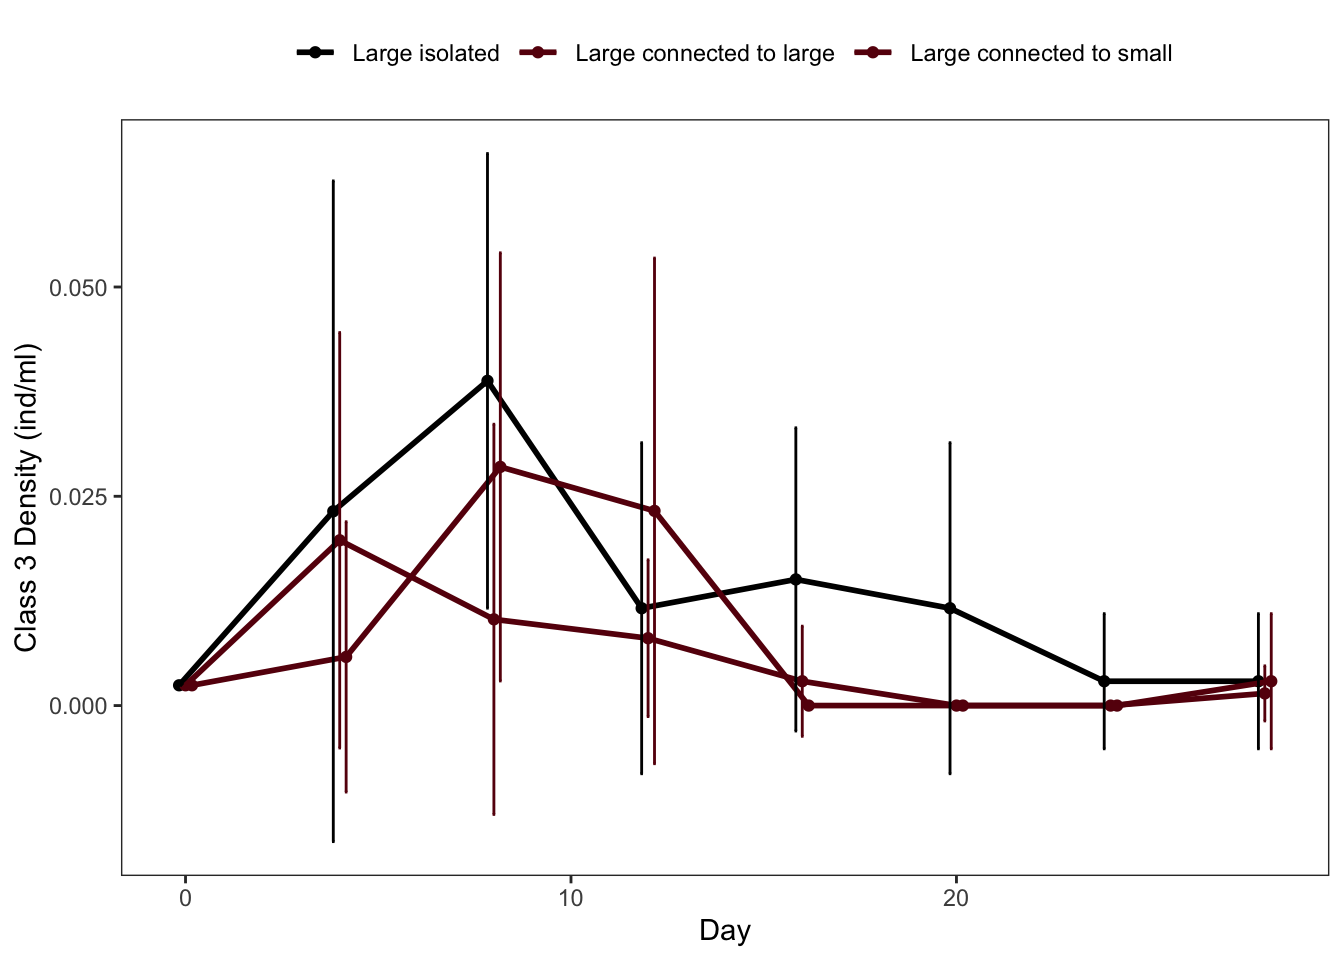 Large isolated Large connected to large Large connected to small
Class 3 Density (ind/ml)
0.050
0.025
0.000
0 10 20
Day